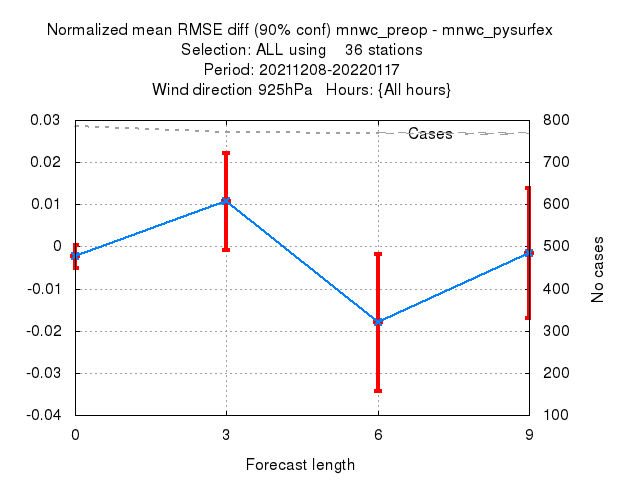 Normalized mean RMSE diff (90% conf) mnwc_preop - mnwc_pysurfex
Selection: ALL using    36 stations
Period: 20211208-20220117
Wind direction 925hPa   Hours: {All hours}
0.03
0.02
0.01
0
-0.01
-0.02
-0.03
-0.04
Cases
800
700
600
500
400
300
200
100
No cases
0
3
6
9
Forecast length